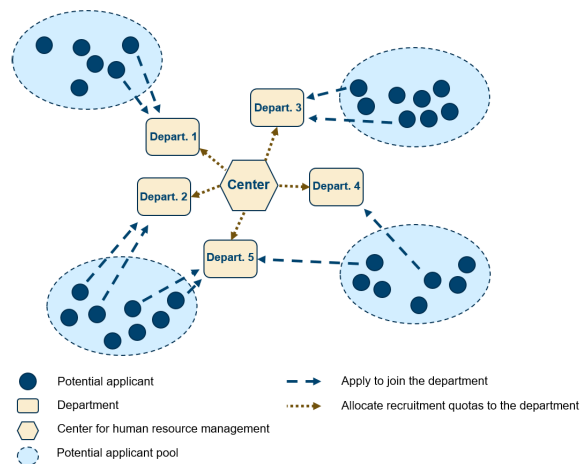 Depart. 1
Depart. 3
Center
Depart. 2
Depart. 4
Depart. 5
Potential applicant
Apply to join the department
Department
Allocate recruitment quotas to the department
Center for human resource management
Potential applicant pool